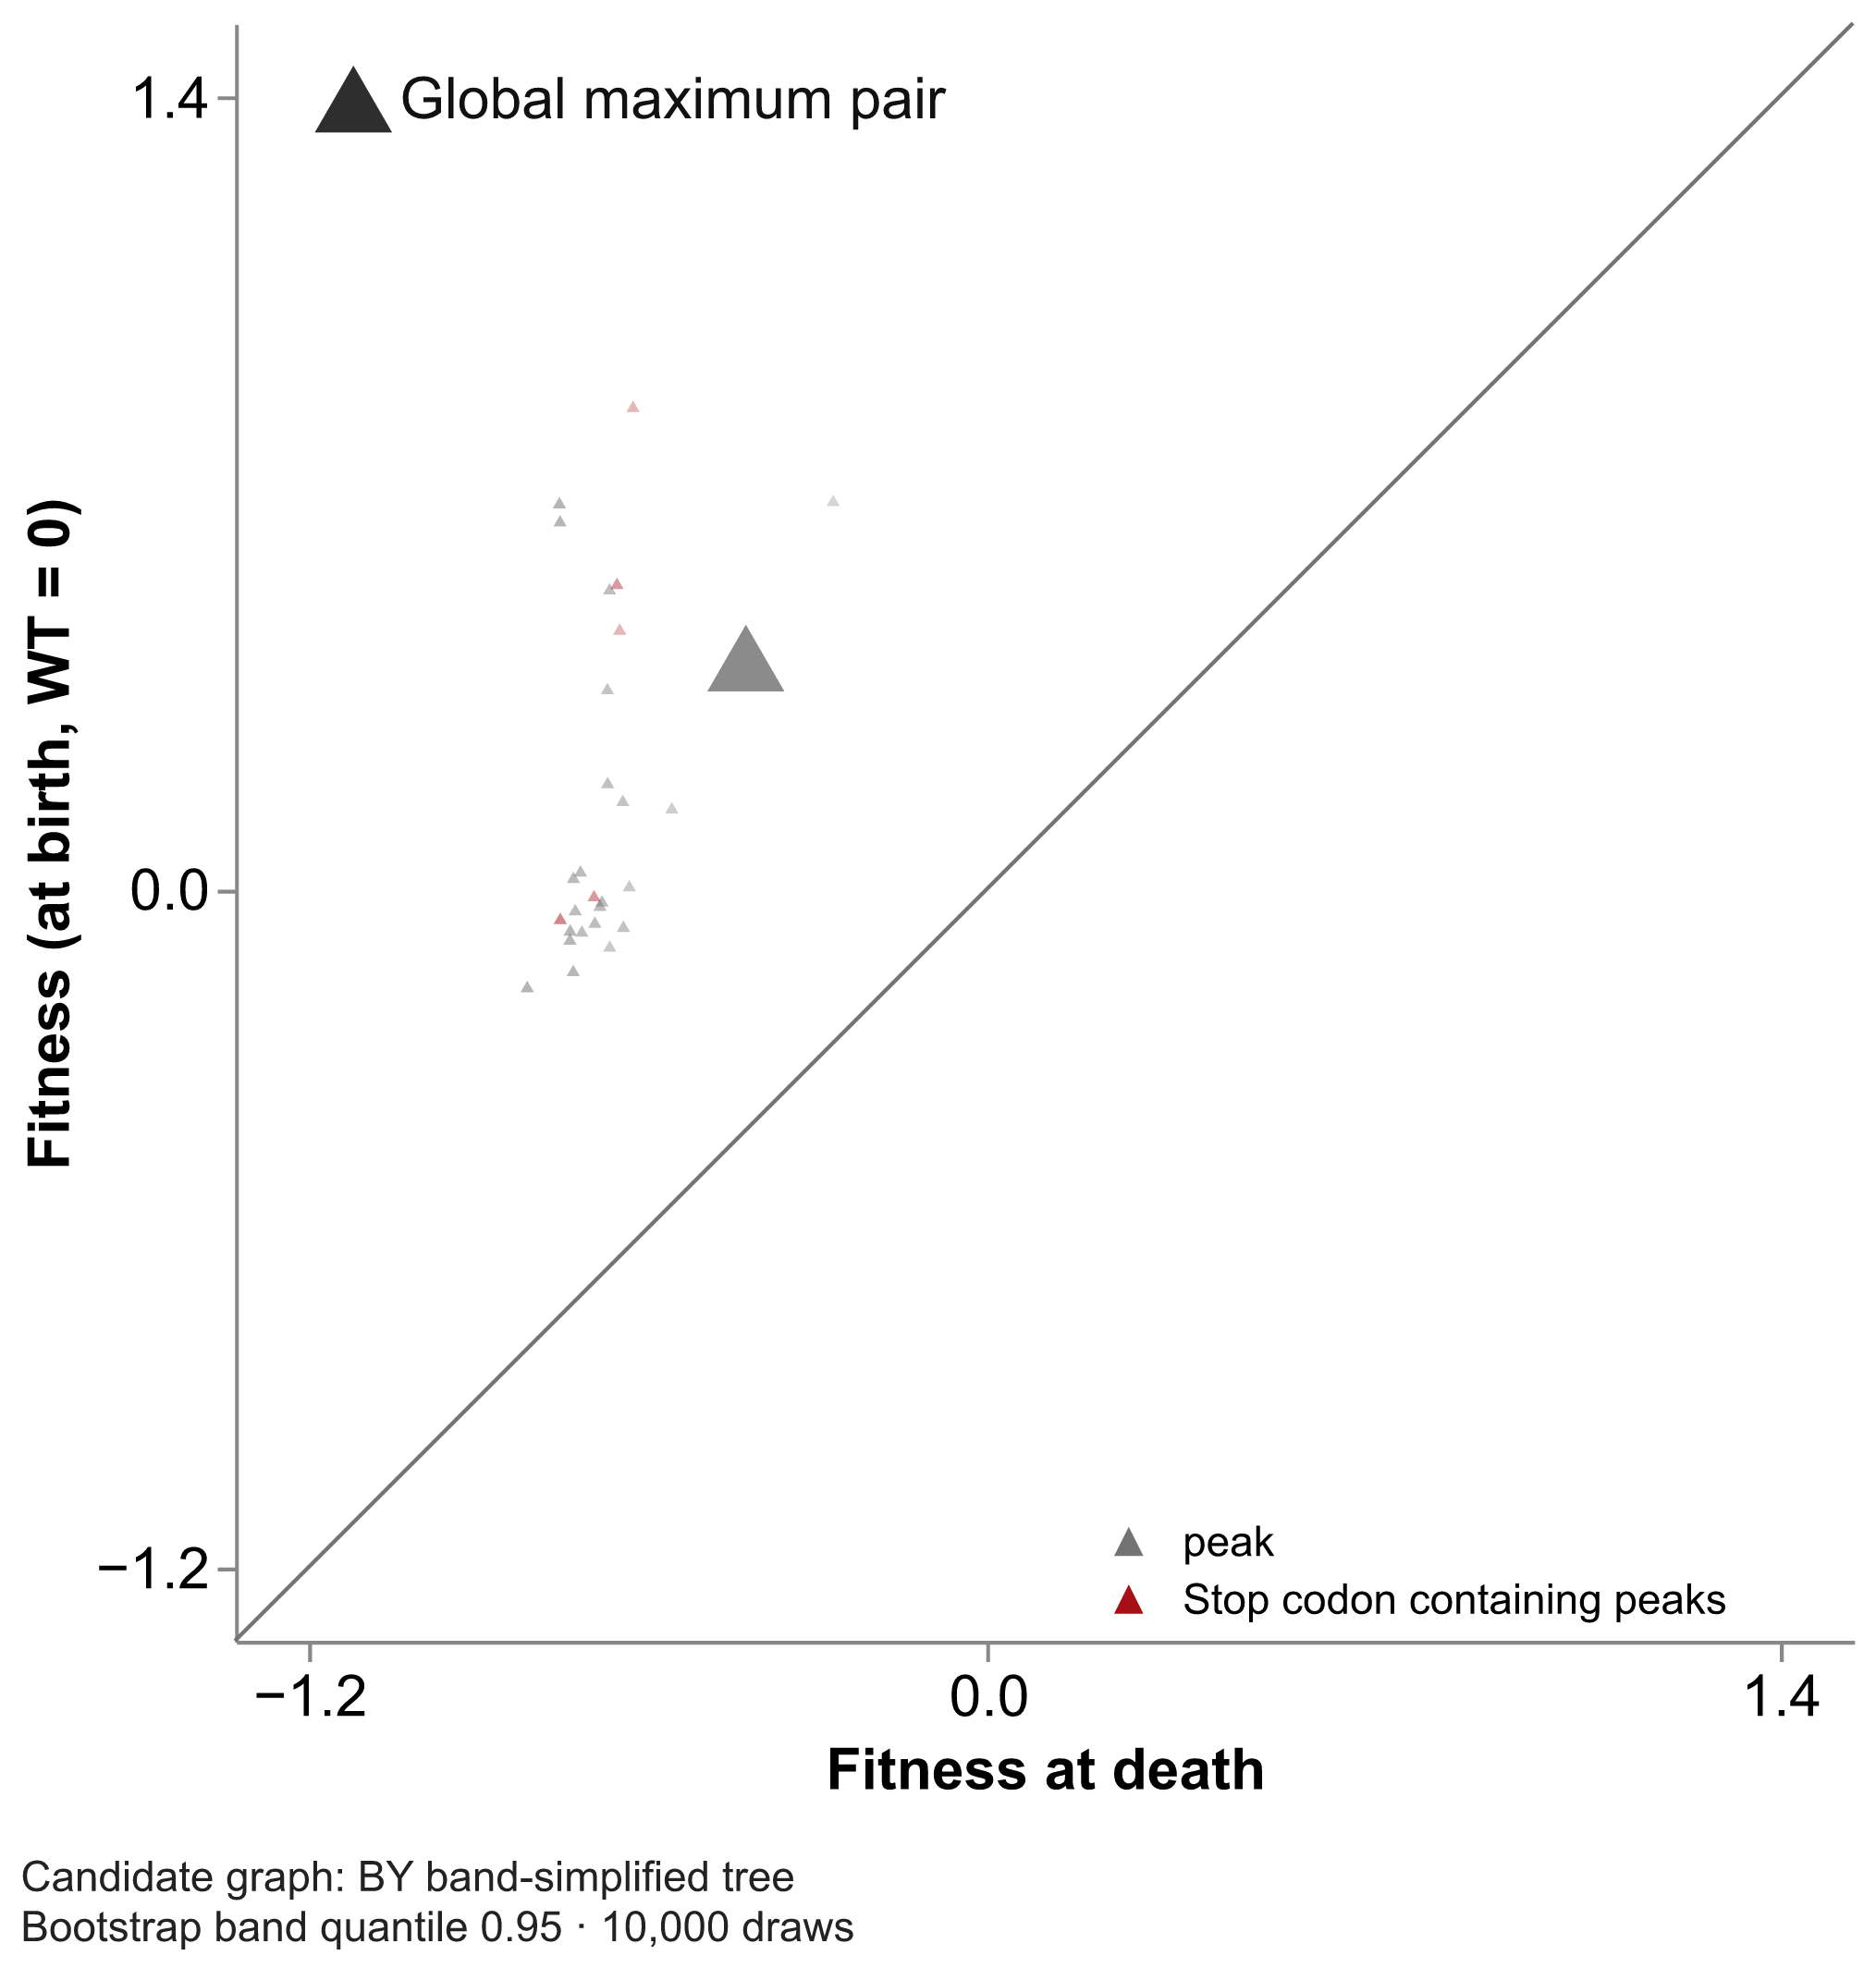 1.4
Global maximum pair
Fitness (at birth, WT = 0)
0.0
−1.2
peak
Stop codon containing peaks
−1.2
0.0
1.4
Fitness at death
Candidate graph: BY band-simplified tree
Bootstrap band quantile 0.95 · 10,000 draws